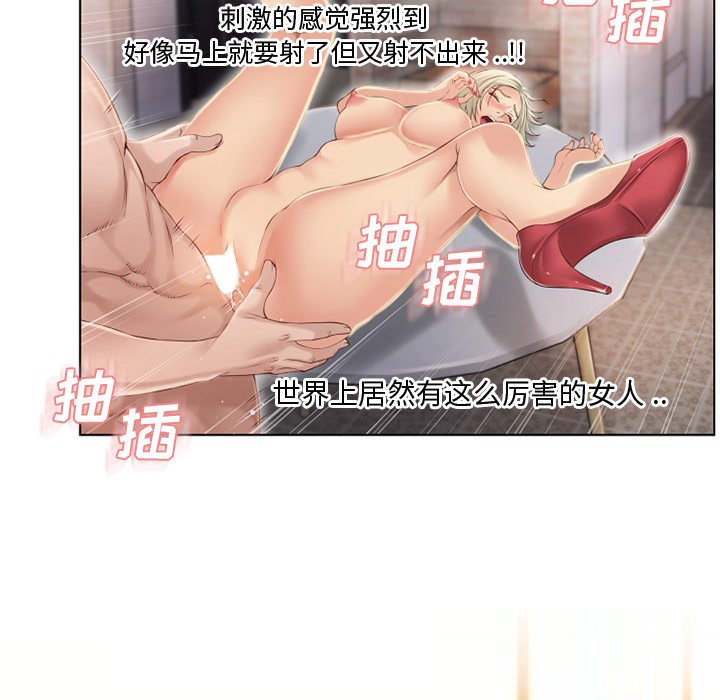 刺激的感觉强烈到
好像马上就要射了但又射不出来 ..!!
抽插
抽插
世界上居然有这么厉害的女人 ..
抽插